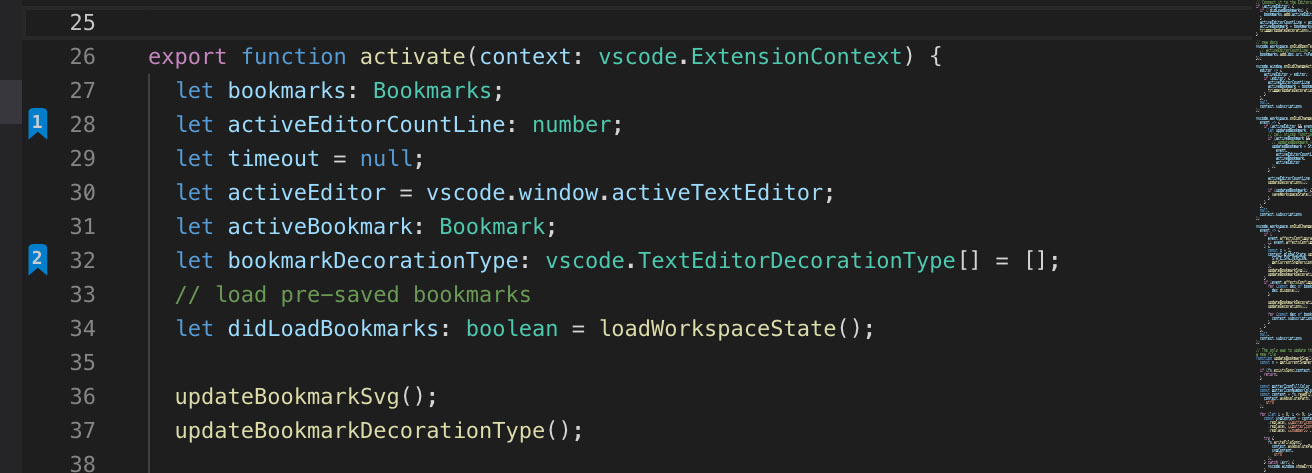 25
26 export function activate(context: vscode.ExtensionContext) {
27 let bookmarks: Bookmarks;
1 28 let activeEditorCountLine: number;
29 let timeout = null;
30 let activeEditor = vscode.window.activeTextEditor;
31 let activeBookmark: Bookmark;
2 32 let bookmarkDecorationType: vscode.TextEditorDecorationType[] = [];
33 // load pre-saved bookmarks
34 let didLoadBookmarks: boolean = loadWorkspaceState();
35
36 updateBookmarkSvg();
37 updateBookmarkDecorationType();
38